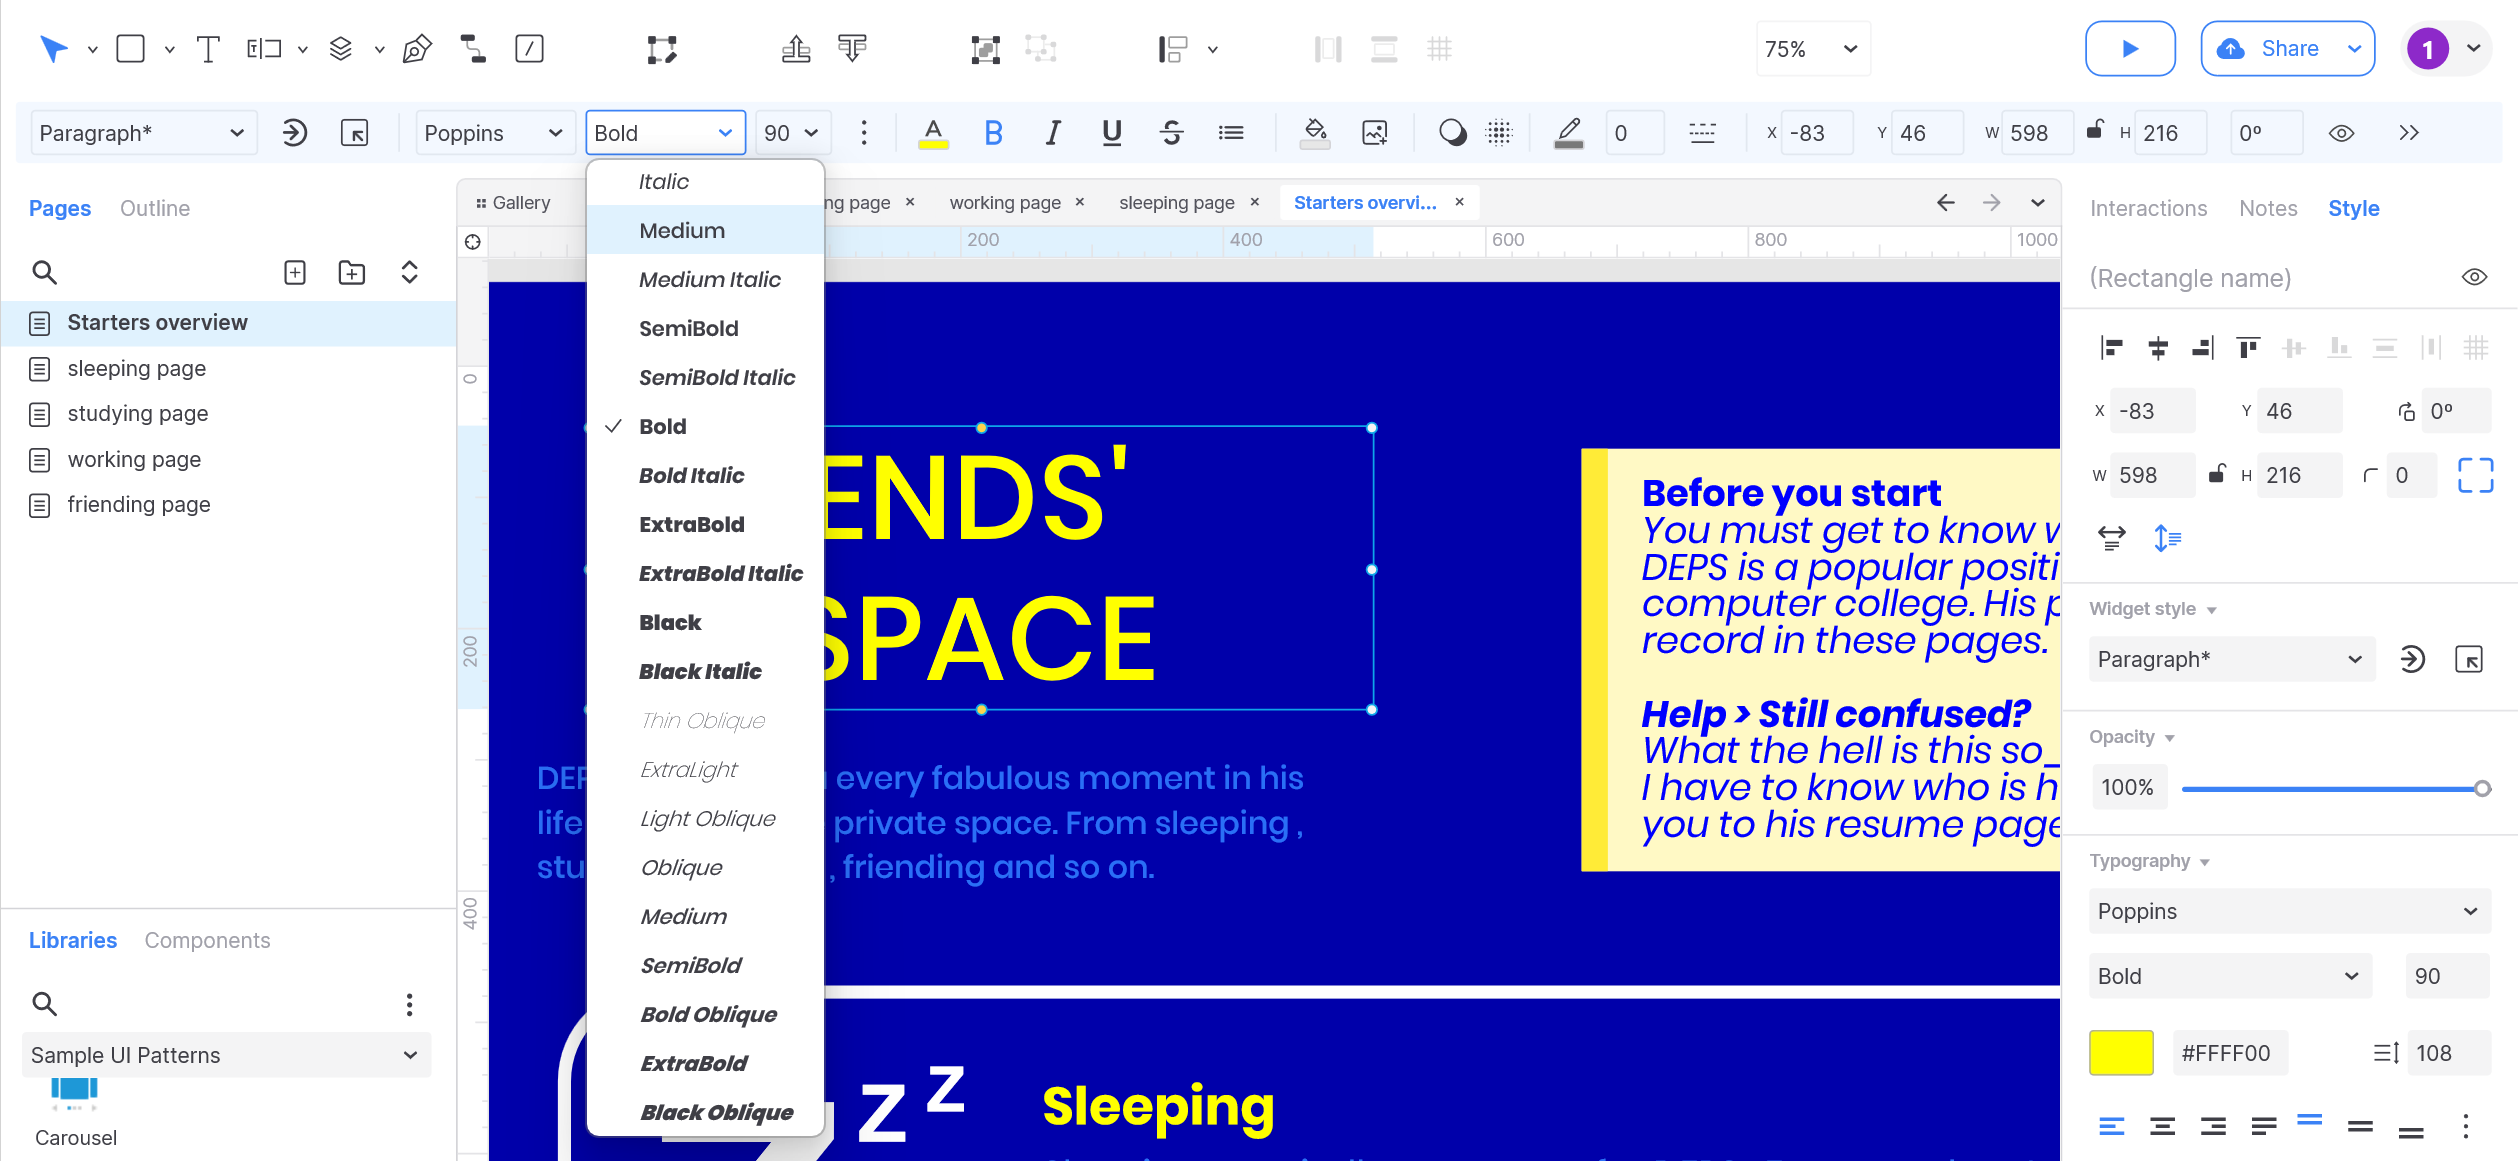 75%
Share
1
Paragraph*
Poppins
Bold
90
A
B
I
U
S
0
X -83
Y 46
W 598
H 216
0º
Pages
Outline
Starters overview
sleeping page
studying page
working page
friending page
Libraries
Components
Sample UI Patterns
Carousel
Italic
Medium
Medium Italic
SemiBold
SemiBold Italic
Bold
Bold Italic
ExtraBold
ExtraBold Italic
Black
Black Italic
Thin Oblique
ExtraLight
Light Oblique
Oblique
Medium
SemiBold
Bold Oblique
ExtraBold
Black Oblique
Gallery
ng page
working page
sleeping page
Starters overvi...
200
400
600
800
1000
0
200
400
ENDS'
SPACE
every fabulous moment in his
life private space. From sleeping ,
, friending and so on.
Before you start
You must get to know
DEPS is a popular positi
computer college. His
record in these pages.
Help > Still confused?
What the hell is this so_
I have to know who is h
you to his resume page
z z
Sleeping
Interactions
Notes
Style
(Rectangle name)
X -83
Y 46
0º
W 598
H 216
0
Widget style
Paragraph*
Opacity
100%
Typography
Poppins
Bold
90
#FFFF00
108